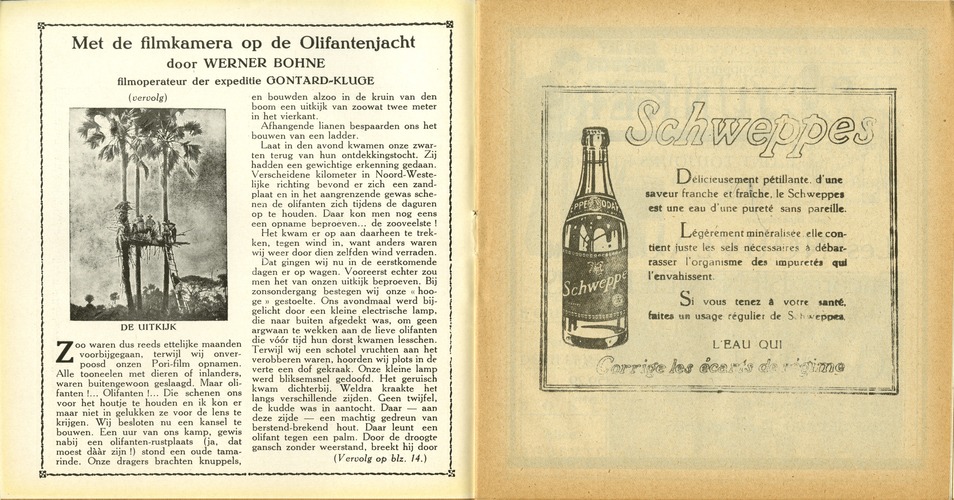 Met de filmkamera op de Olifantenjacht
door WERNER BOHNE
filmoperateur der expeditie GONTARD-KLUGE
(vervolg)
DE UITKIJK
Zoo waren dus reeds ettelijke maanden
voorbijgegaan, terwijl wij onver-
poosd onzen Pori-film opnamen.
Alle tooneelen met dieren of inlanders,
waren buitengewoon geslaagd. Maar oli-
fanten !... Olifanten !... Die schenen ons
voor het houtje te houden en ik kon er
maar niet in gelukken ze voor de lens te
krijgen. Wij besloten nu een kansel te
bouwen. Een uur van ons kamp, gewis
nabij een olifanten-rustplaats (ja, dat
moest dààr zijn !) stond een oude tama-
rinde. Onze dragers brachten knuppels,
en bouwden alzoo in de kruin van den
boom een uitkijk van zoowat twee meter
in het vierkant.
Afhangende lianen bespaarden ons het
bouwen van een ladder.
Laat in den avond kwamen onze zwar-
ten terug van hun ontdekkingstocht. Zij
hadden een gewichtige erkenning gedaan.
Verscheidene kilometer in Noord-Weste-
lijke richting bevond er zich een zand-
plaat en in het aangrenzende gewas sche-
nen de olifanten zich tijdens de daguren
op te houden. Daar kon men nog eens
een opname beproeven... de zooveelste !
Het kwam er op aan daarheen te trek-
ken, tegen wind in, want anders waren
wij weer door dien zelfden wind verraden.
Dat gingen wij nu in de eerstkomende
dagen er op wagen. Vooreerst echter zou
men het van onzen uitkijk beproeven. Bij
zonsondergang bestegen wij onze « hoo-
ge » gestoelte. Ons avondmaal werd bij-
gelicht door een kleine electrische lamp,
die naar buiten afgedekt was, om geen
argwaan te wekken aan de lieve olifanten
die vóór tijd hun dorst kwamen lesschen.
Terwijl wij een schotel vruchten aan het
verobberen waren, hoorden wij plots in de
verte een dof gekraak. Onze kleine lamp
werd bliksemsnel gedoofd. Het geruisch
kwam dichterbij. Weldra kraakte het
langs verschillende zijden. Geen twijfel,
de kudde was in aantocht. Daar — aan
deze zijde — een machtig gedreun van
berstend-brekend hout. Daar leunt een
olifant tegen een palm. Door de droogte
gansch zonder weerstand, breekt hij door
(Vervolg op blz. 14.)
Schweppes
Délicieusement pétillante, d'une
saveur franche et fraîche, le Schweppes
est une eau d'une pureté sans pareille.
Légèrement minéralisée, elle con-
tient juste les sels nécessaires à débar-
rasser l'organisme des impuretés qui
l'envahissent.
Si vous tenez à votre santé,
faites un usage régulier de Schweppes.
L'EAU QUI
Corrige les écarts de régime
Schweppe